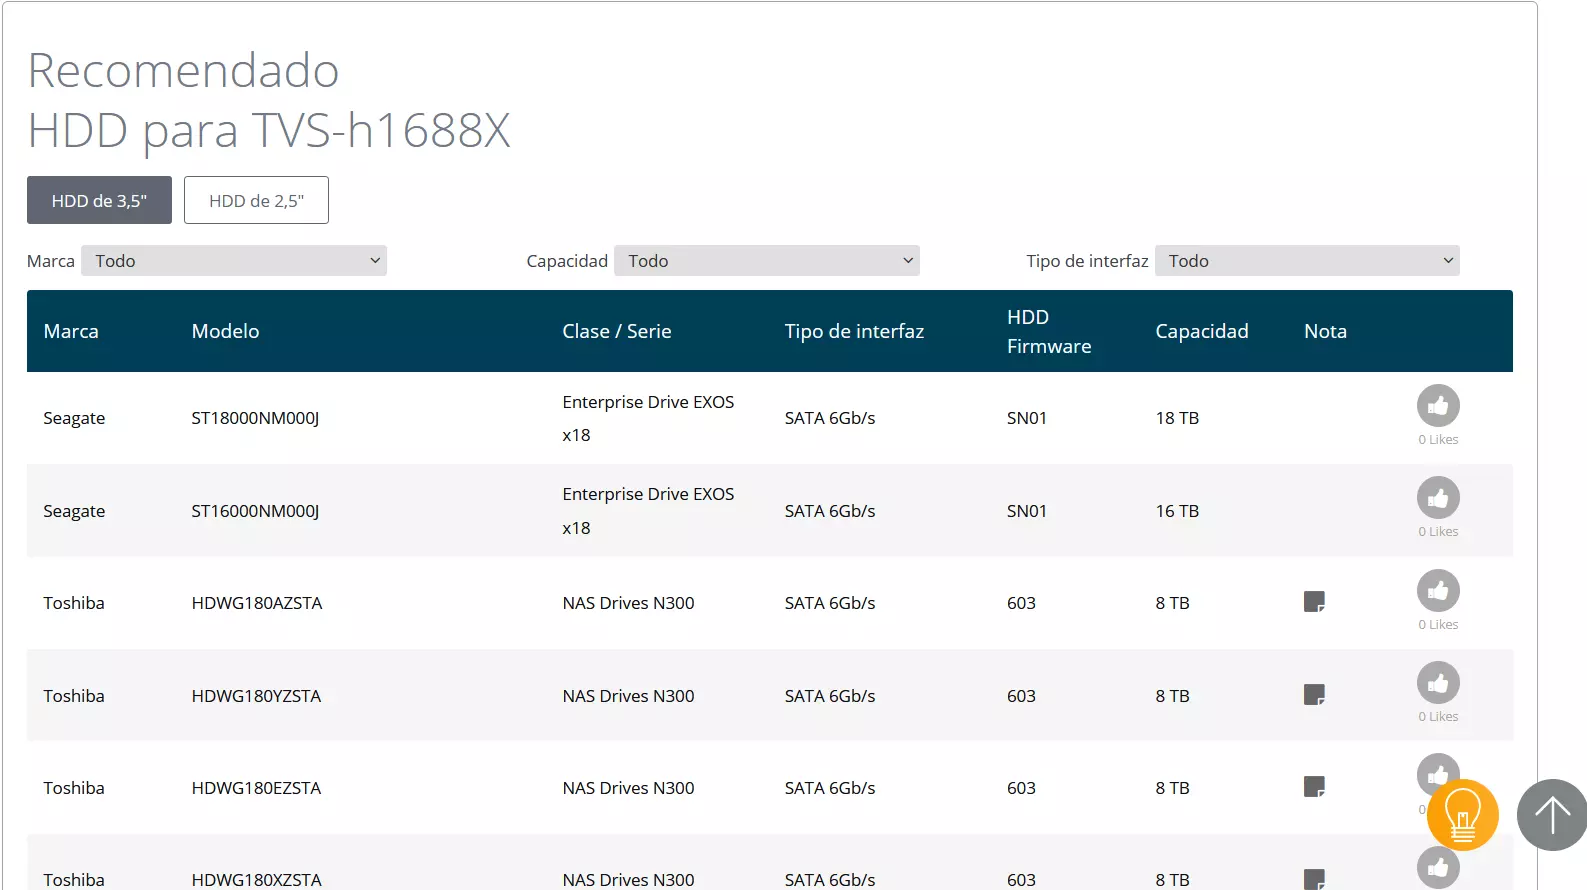 Recomendado
HDD para TVS-h1688X
HDD de 3,5" HDD de 2,5"
Marca Todo Capacidad Todo Tipo de interfaz Todo
Marca Modelo Clase / Serie Tipo de interfaz HDD Firmware Capacidad Nota
Seagate ST18000NM000J Enterprise Drive EXOS x18 SATA 6Gb/s SN01 18 TB 0 Likes
Seagate ST16000NM000J Enterprise Drive EXOS x18 SATA 6Gb/s SN01 16 TB 0 Likes
Toshiba HDWG180AZSTA NAS Drives N300 SATA 6Gb/s 603 8 TB 0 Likes
Toshiba HDWG180YZSTA NAS Drives N300 SATA 6Gb/s 603 8 TB 0 Likes
Toshiba HDWG180EZSTA NAS Drives N300 SATA 6Gb/s 603 8 TB 0
Toshiba HDWG180XZSTA NAS Drives N300 SATA 6Gb/s 603 8 TB